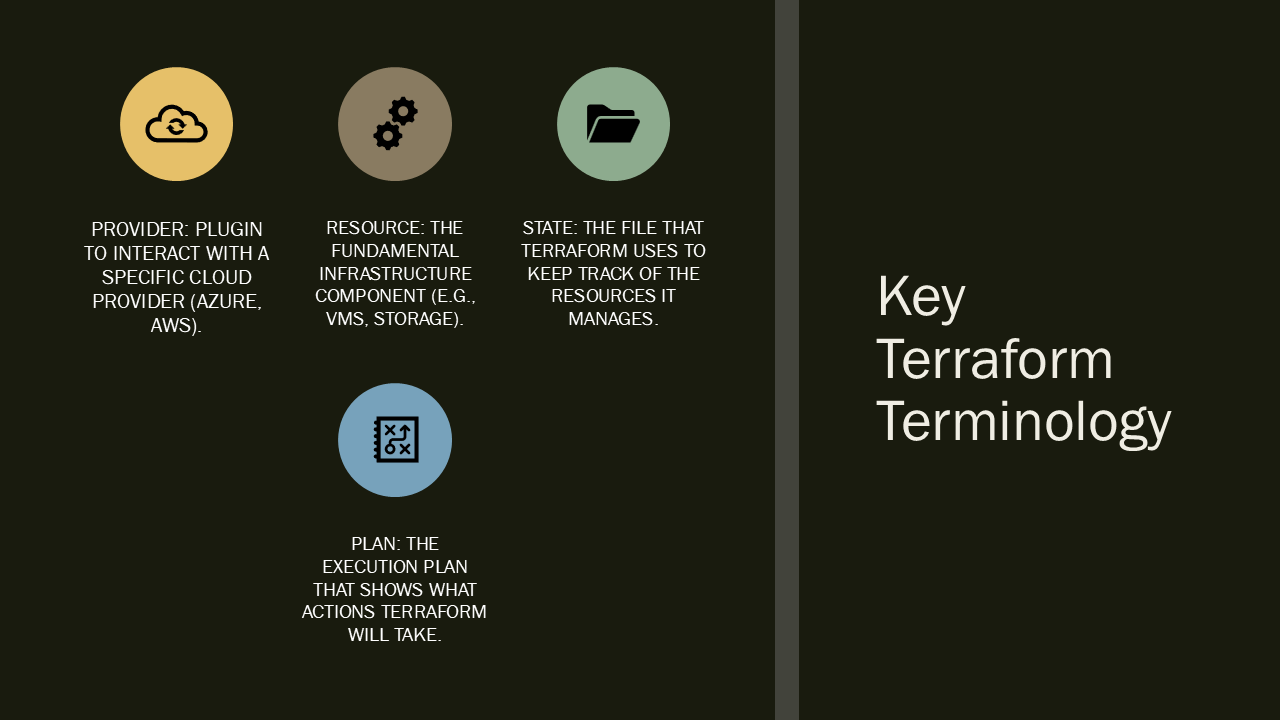 PROVIDER: PLUGIN
TO INTERACT WITH A
SPECIFIC CLOUD
PROVIDER (AZURE,
AWS).
RESOURCE: THE
FUNDAMENTAL
INFRASTRUCTURE
COMPONENT (E.G.,
VMS, STORAGE).
STATE: THE FILE THAT
TERRAFORM USES TO
KEEP TRACK OF THE
RESOURCES IT
MANAGES.
PLAN: THE
EXECUTION PLAN
THAT SHOWS WHAT
ACTIONS TERRAFORM
WILL TAKE.
Key
Terraform
Terminology